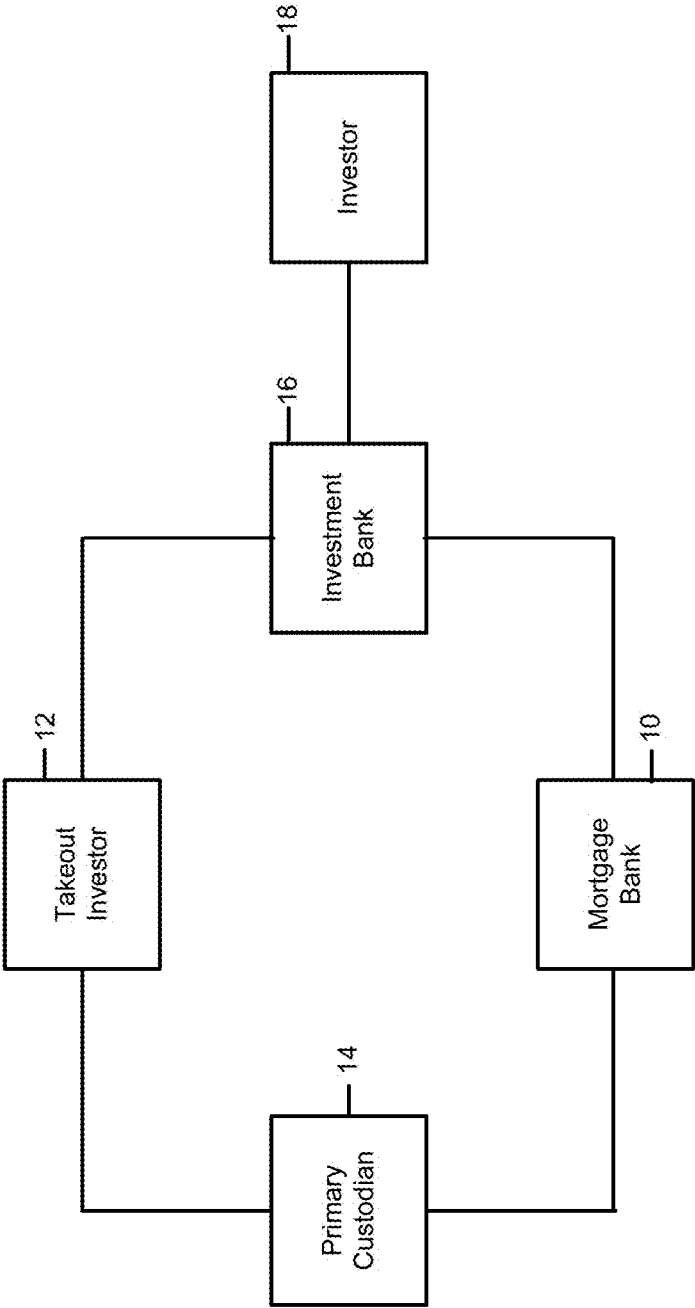 12
Takeout
Investor
14
Primary
Custodian
16
Investment
Bank
18
Investor
10
Mortgage
Bank